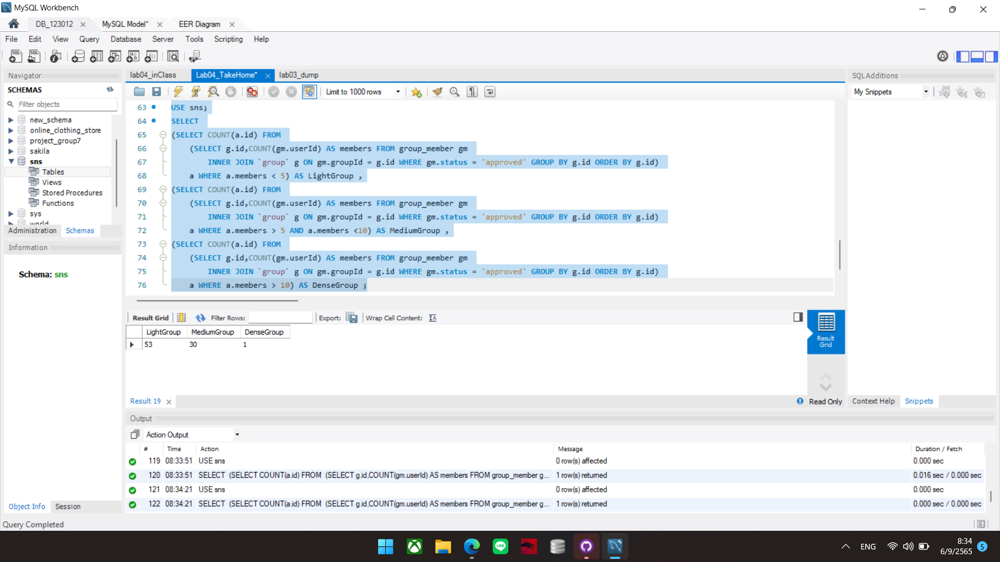 MySQL Workbench
DB_123012
MySQL Model*
EER Diagram
File Edit View Query Database Server Tools Scripting Help
Navigator
SCHEMAS
Filter objects
new_schema
online_clothing_store
project_group7
sakila
sns
Tables
Views
Stored Procedures
Functions
sys
world
Administration Schemas
Information
Schema: sns
Object Info Session
Query Completed
lab04_inClass
Lab04_TakeHome*
lab03_dump
Limit to 1000 rows
63 USE sns;
64 SELECT
65 (SELECT COUNT(a.id) FROM
66 (SELECT g.id,COUNT(gm.userId) AS members FROM group_member gm
67 INNER JOIN `group` g ON gm.groupId = g.id WHERE gm.status = 'approved' GROUP BY g.id ORDER BY g.id)
68 a WHERE a.members < 5) AS LightGroup ,
69 (SELECT COUNT(a.id) FROM
70 (SELECT g.id,COUNT(gm.userId) AS members FROM group_member gm
71 INNER JOIN `group` g ON gm.groupId = g.id WHERE gm.status = 'approved' GROUP BY g.id ORDER BY g.id)
72 a WHERE a.members > 5 AND a.members <10) AS MediumGroup ,
73 (SELECT COUNT(a.id) FROM
74 (SELECT g.id,COUNT(gm.userId) AS members FROM group_member gm
75 INNER JOIN `group` g ON gm.groupId = g.id WHERE gm.status = 'approved' GROUP BY g.id ORDER BY g.id)
76 a WHERE a.members > 10) AS DenseGroup ;
Result Grid Filter Rows: Export: Wrap Cell Content:
LightGroup MediumGroup DenseGroup
53 30 1
Result Grid
Result 19
Read Only
SQLAdditions
My Snippets
Context Help Snippets
Output
Action Output
# Time Action Message Duration / Fetch
119 08:33:51 USE sns 0 row(s) affected 0.000 sec
120 08:33:51 SELECT (SELECT COUNT(a.id) FROM (SELECT g.id,COUNT(gm.userId) AS members FROM group_member g... 1 row(s) returned 0.016 sec / 0.000 sec
121 08:34:21 USE sns 0 row(s) affected 0.000 sec
122 08:34:21 SELECT (SELECT COUNT(a.id) FROM (SELECT g.id,COUNT(gm.userId) AS members FROM group_member g... 1 row(s) returned 0.000 sec / 0.000 sec
LINE
ENG
8:34
6/9/2565
5